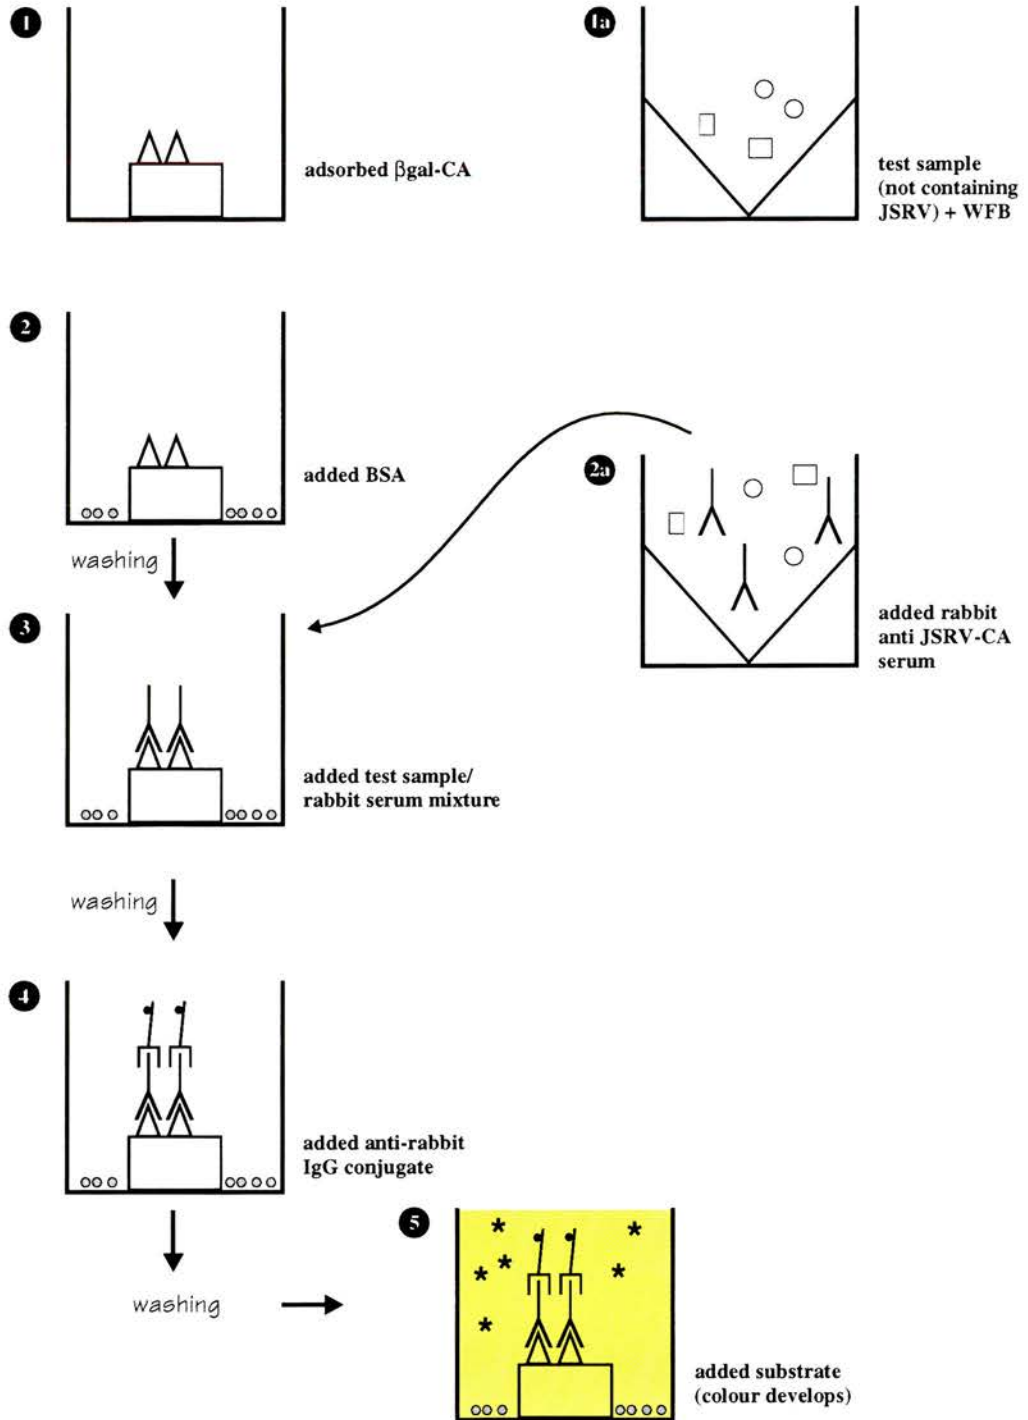 1
adsorbed βgal-CA
1a
test sample
(not containing
JSRV) + WFB
2
added BSA
washing
2a
added rabbit
anti JSRV-CA
serum
3
added test sample/
rabbit serum mixture
washing
4
added anti-rabbit
IgG conjugate
washing
5
added substrate
(colour develops)